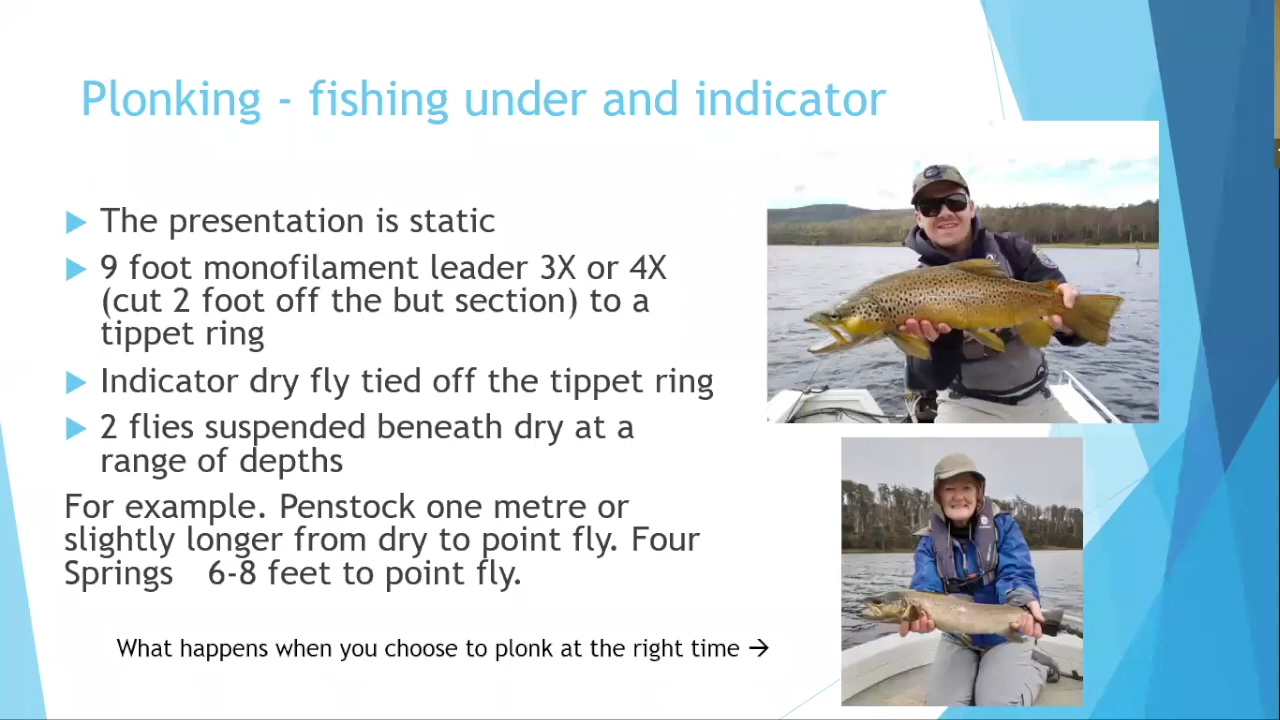 Plonking - fishing under and indicator
The presentation is static
9 foot monofilament leader 3X or 4X
(cut 2 foot off the but section) to a
tippet ring
Indicator dry fly tied off the tippet ring
2 flies suspended beneath dry at a
range of depths
For example. Penstock one metre or
slightly longer from dry to point fly. Four
Springs 6-8 feet to point fly.
What happens when you choose to plonk at the right time →